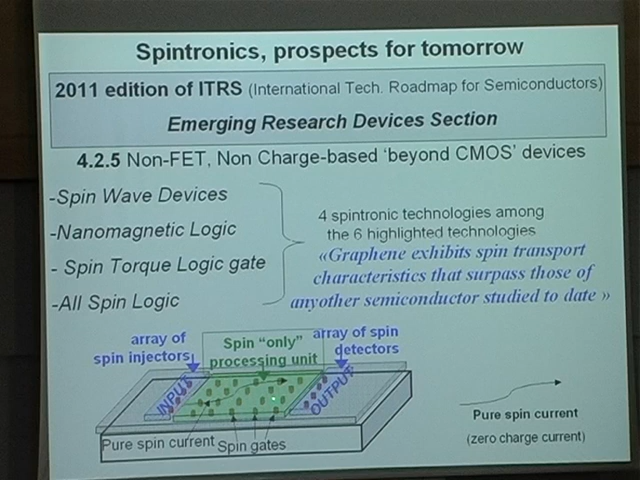 Spintronics, prospects for tomorrow
2011 edition of ITRS (International Tech. Roadmap for Semiconductors)
Emerging Research Devices Section
4.2.5 Non-FET, Non Charge-based ‘beyond CMOS’ devices
-Spin Wave Devices
-Nanomagnetic Logic
- Spin Torque Logic gate
-All Spin Logic
4 spintronic technologies among
the 6 highlighted technologies
«Graphene exhibits spin transport
characteristics that surpass those of
anyother semiconductor studied to date »
array of
spin injectors
Spin “only”
processing unit
array of spin
detectors
INPUT
OUTPUT
Pure spin current
Spin gates
Pure spin current
(zero charge current)